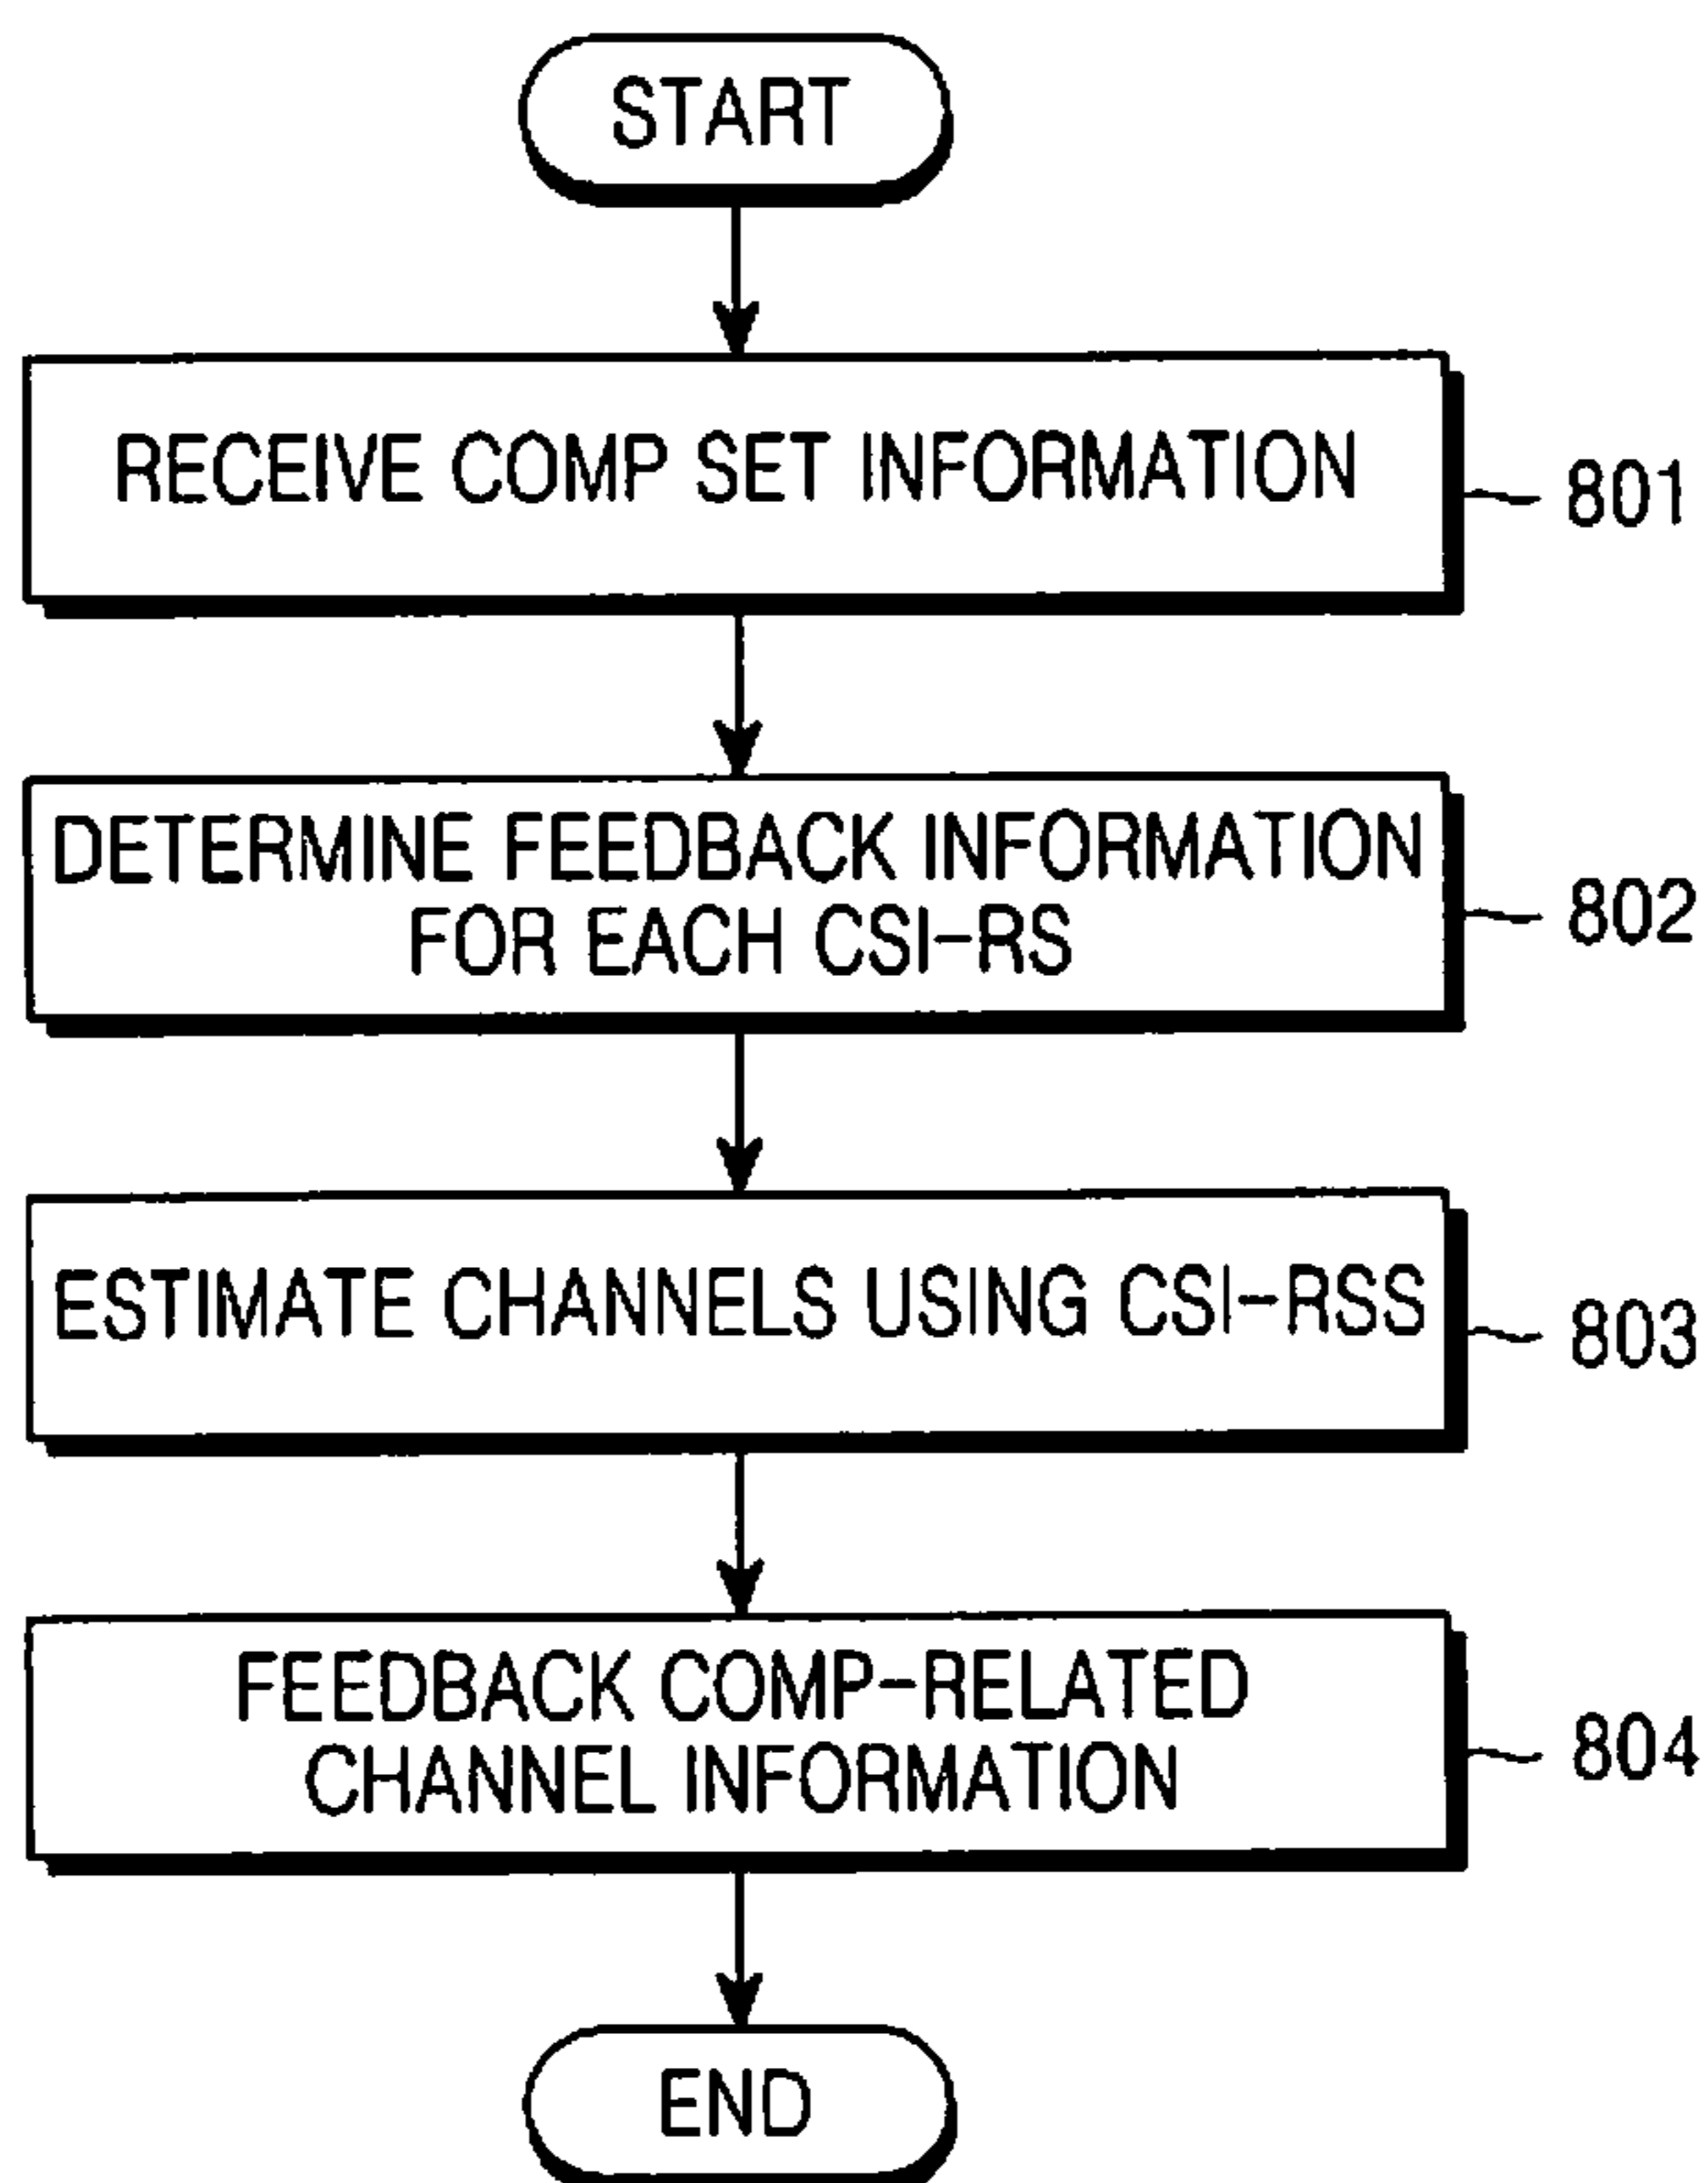 START
RECEIVE COMP SET INFORMATION
801
DETERMINE FEEDBACK INFORMATION
FOR EACH CSI-RS
802
ESTIMATE CHANNELS USING CSI-RSS
803
FEEDBACK COMP-RELATED
CHANNEL INFORMATION
804
END